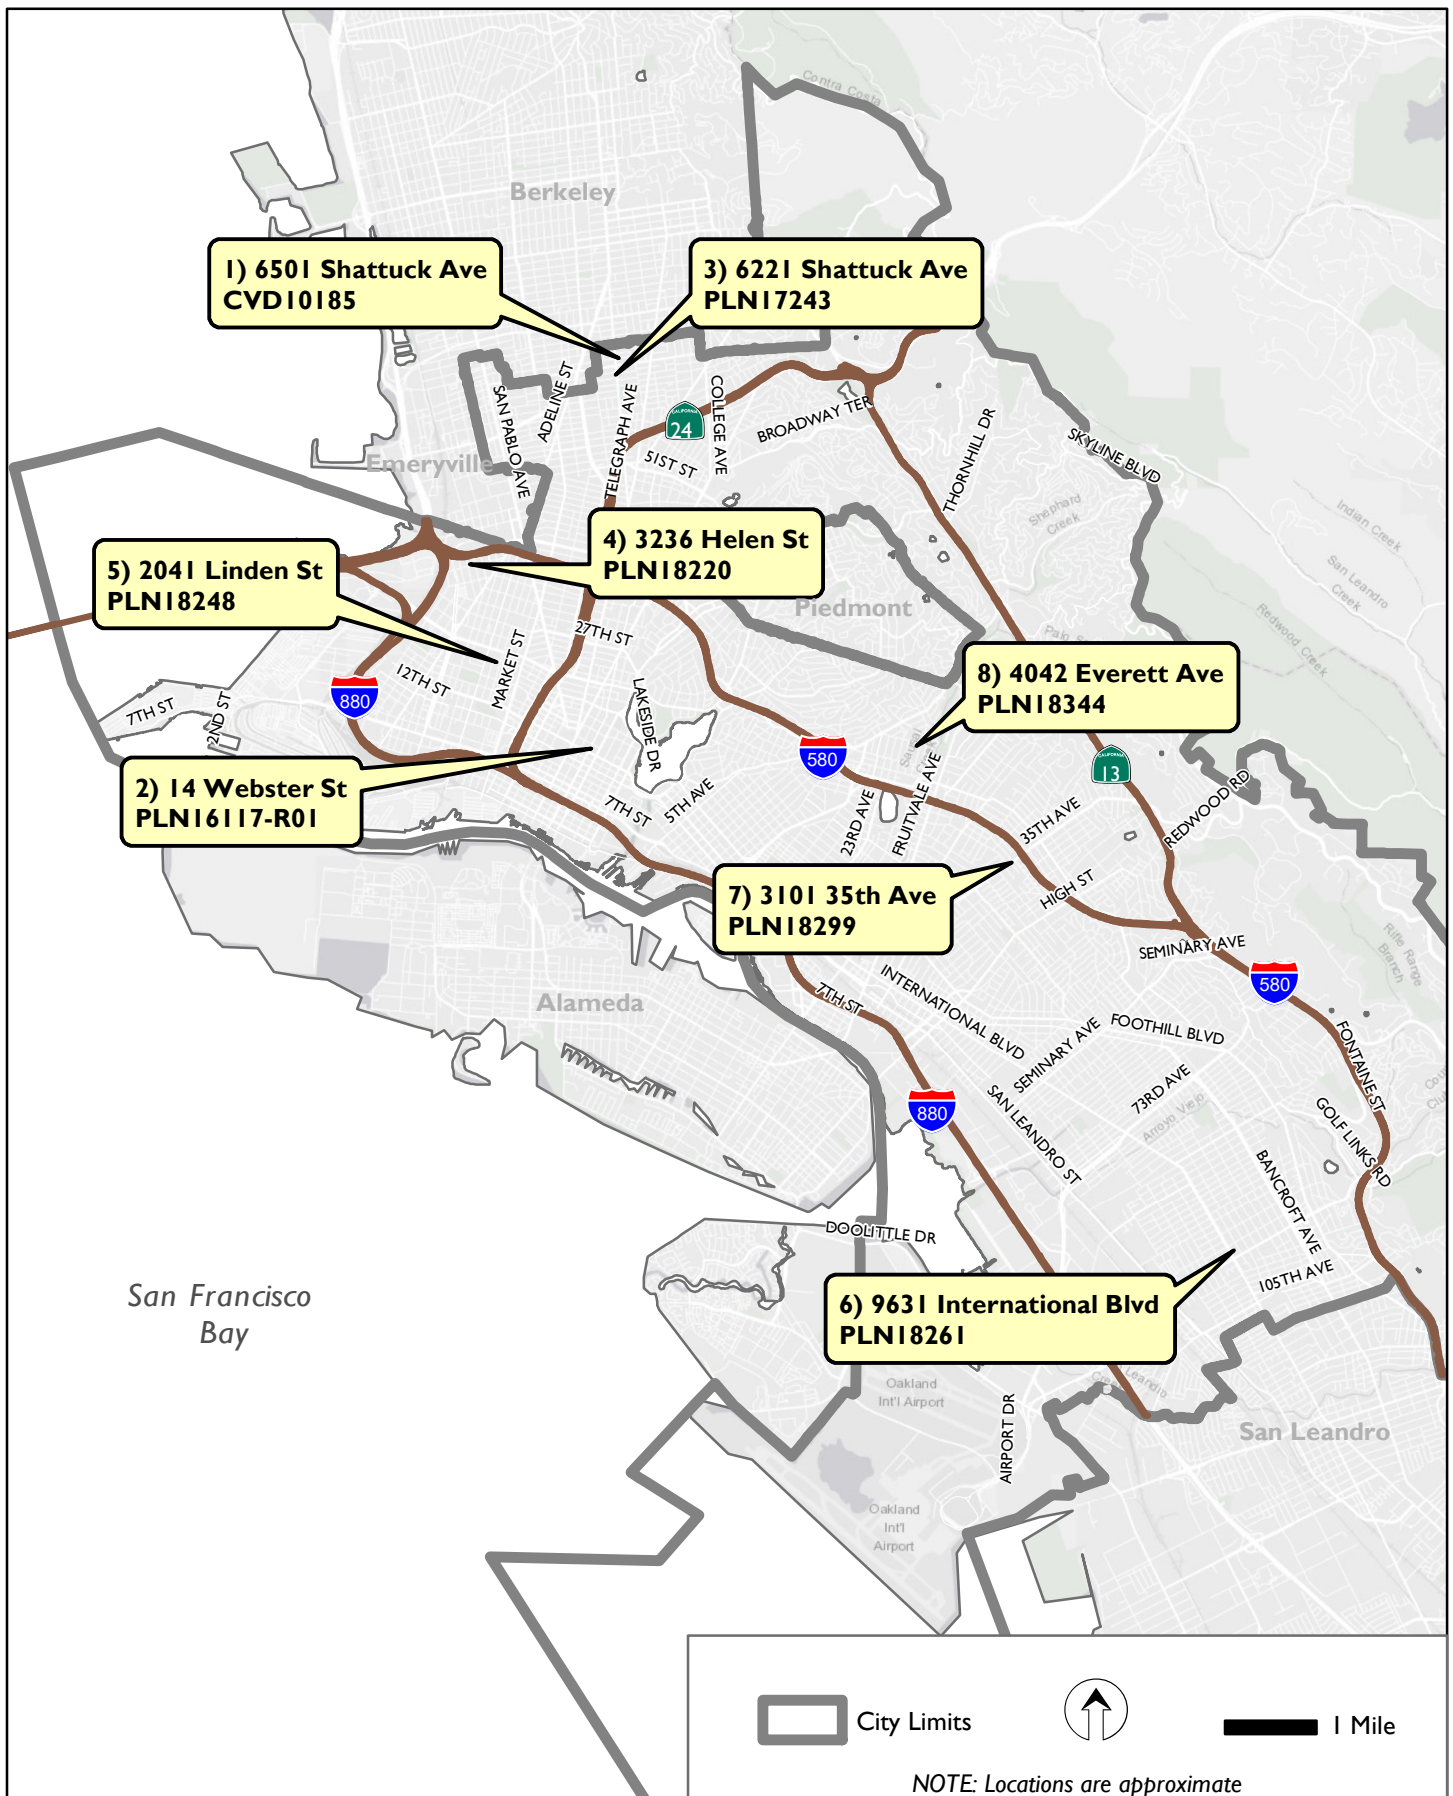 Contra Costa
Berkeley
1) 6501 Shattuck Ave
CVD10185
3) 6221 Shattuck Ave
PLN17243
SAN PABLO AVE
ADELINE ST
TELEGRAPH AVE
COLLEGE AVE
CALIFORNIA
24
51ST ST
BROADWAY TER
THORNHILL DR
SKYLINE BLVD
Emeryville
Shephard
Creek
Indian Creek
San Leandro
Creek
Redwood Creek
4) 3236 Helen St
PLN18220
5) 2041 Linden St
PLN18248
Piedmont
27TH ST
MARKET ST
12TH ST
880
7TH ST
2ND ST
LAKESIDE DR
8) 4042 Everett Ave
PLN18344
580
CALIFORNIA
13
2) 14 Webster St
PLN16117-R01
7TH ST
5TH AVE
23RD AVE
FRUITVALE AVE
35TH AVE
REDWOOD RD
HIGH ST
7) 3101 35th Ave
PLN18299
SEMINARY AVE
Rifle Range
Branch
580
Alameda
7TH ST
INTERNATIONAL BLVD
SEMINARY AVE
FOOTHILL BLVD
FONTAINE ST
880
SAN LEANDRO ST
73RD AVE
Arroyo Viejo
GOLF LINKS RD
BANCROFT AVE
105TH AVE
DOOLITTLE DR
San Francisco
Bay
6) 9631 International Blvd
PLN18261
Oakland
Int'l Airport
AIRPORT DR
San Leandro
Oakland
Int'l
Airport
City Limits
1 Mile
NOTE: Locations are approximate